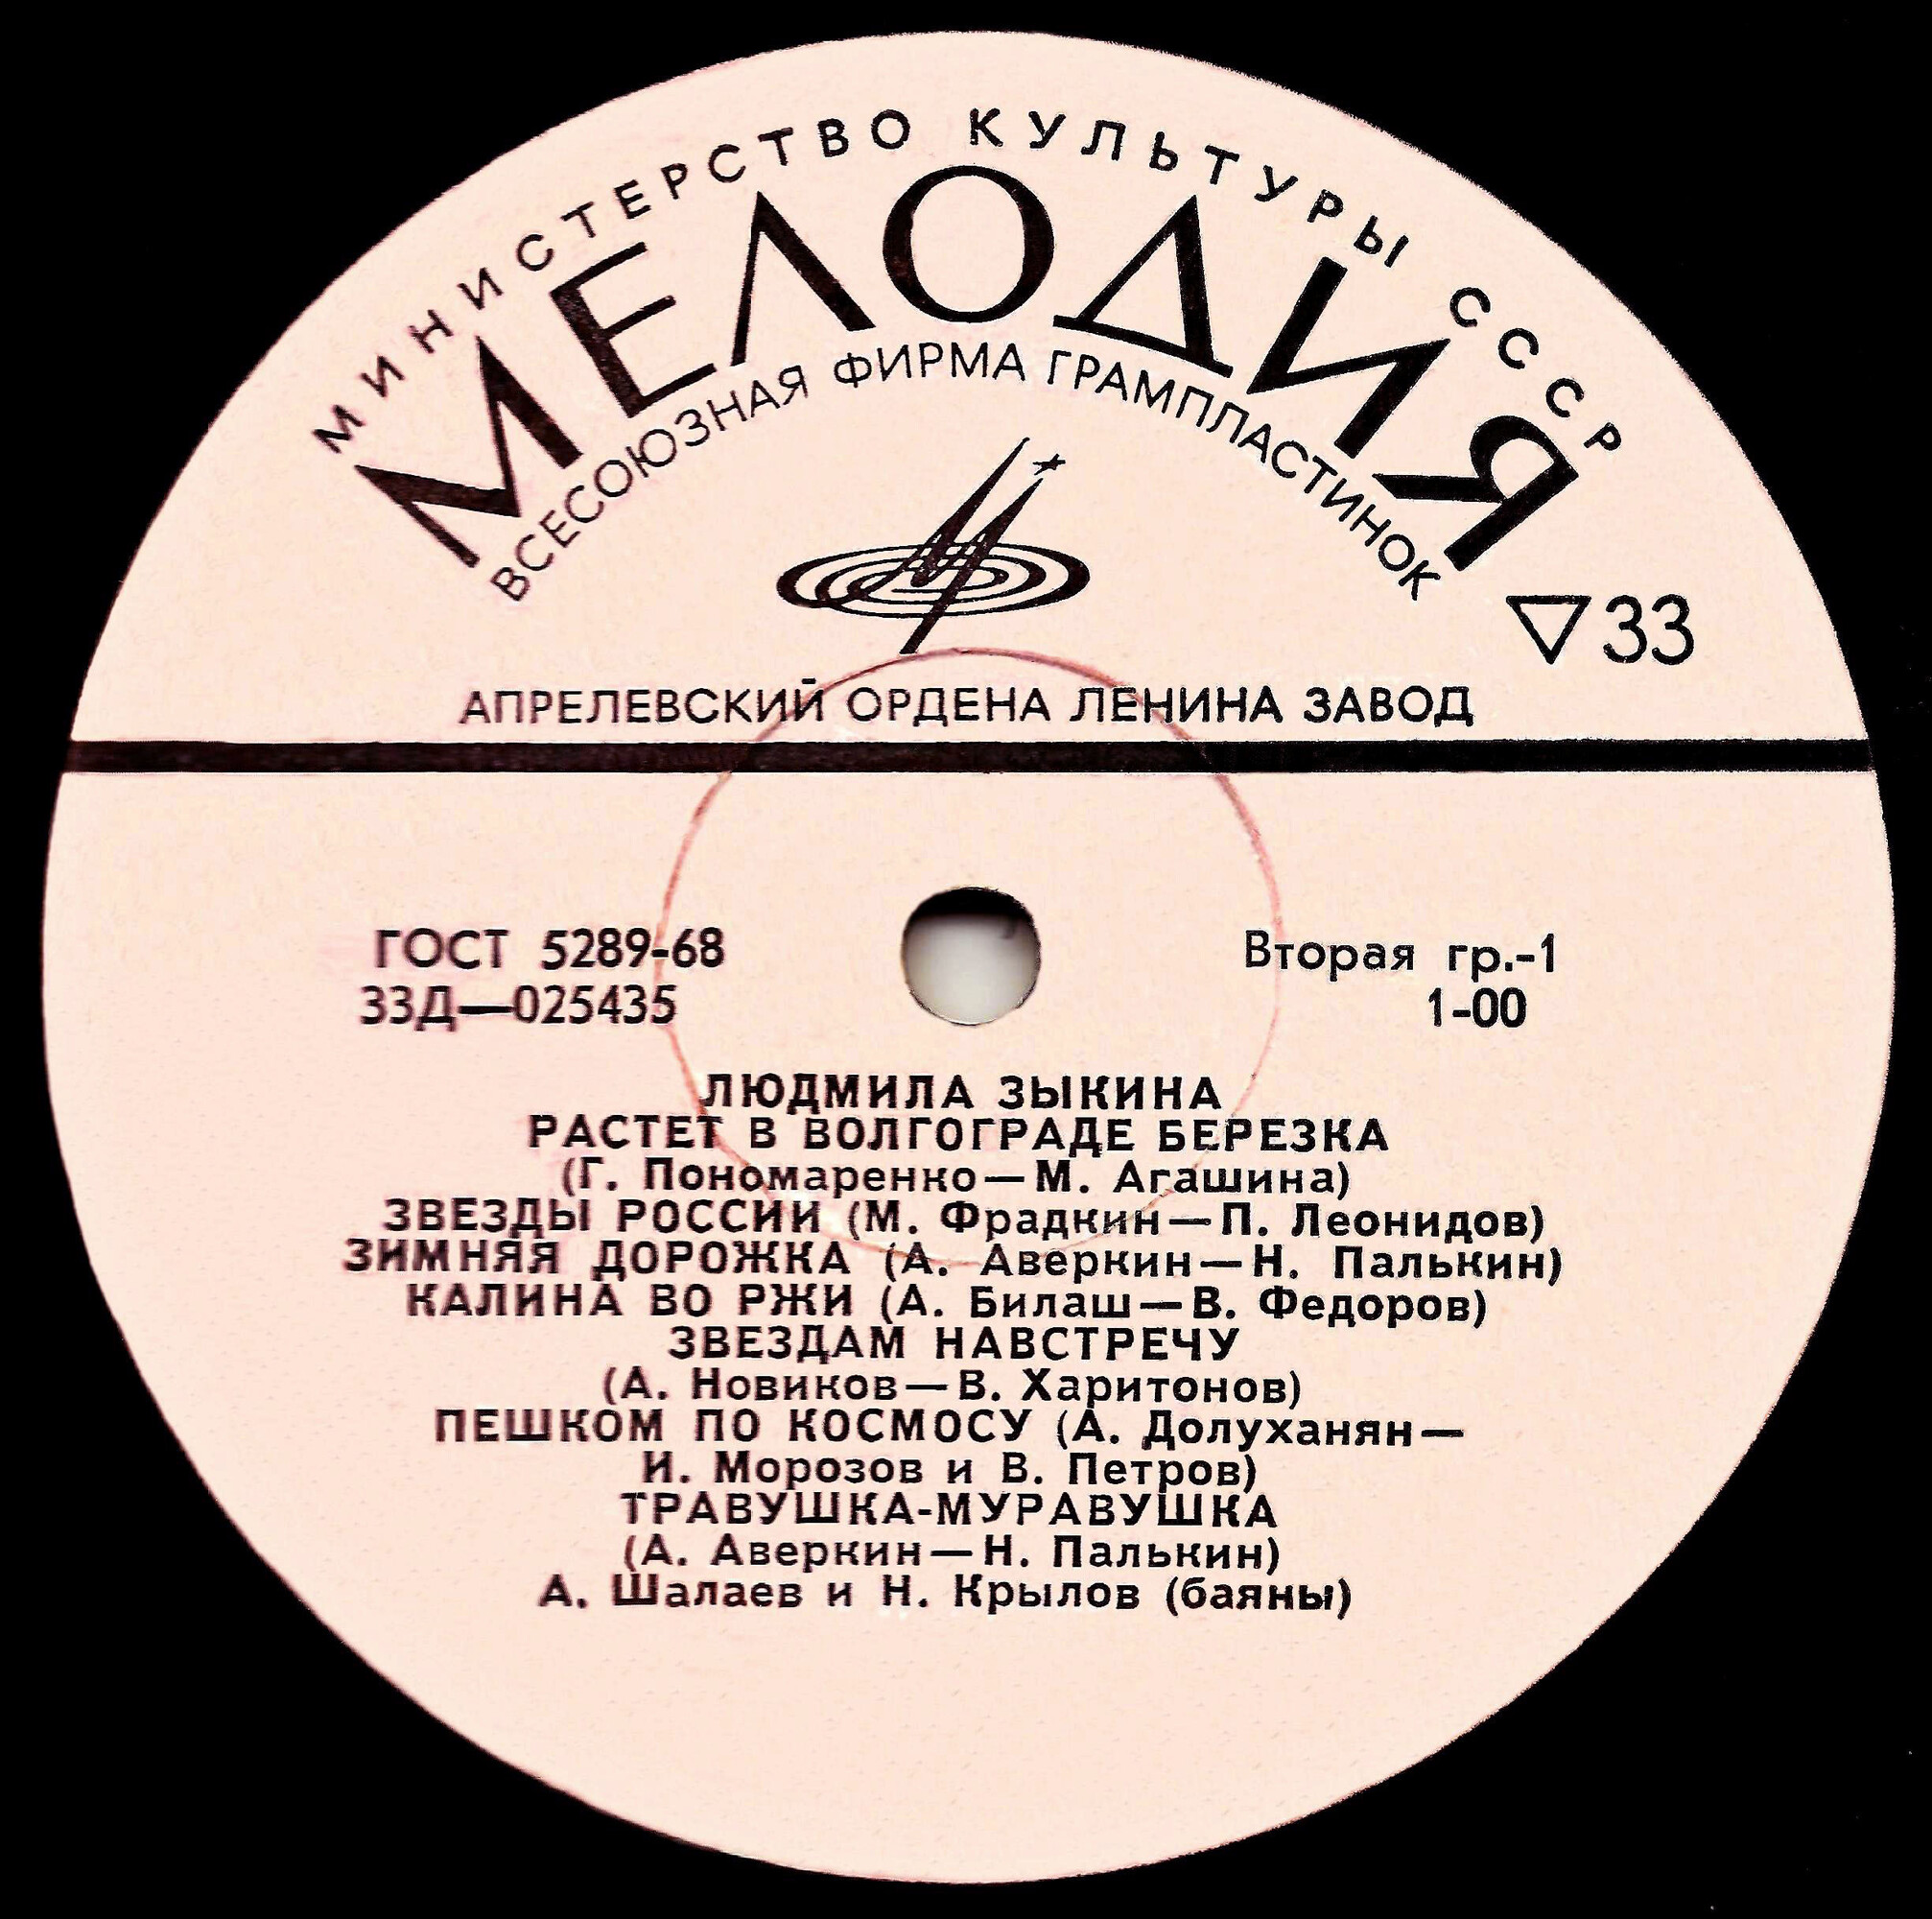 МИНИСТЕРСТВО КУЛЬТУРЫ СССР
МЕЛОДИЯ
ВСЕСОЮЗНАЯ ФИРМА ГРАМПЛАСТИНОК
▽33
АПРЕЛЕВСКИЙ ОРДЕНА ЛЕНИНА ЗАВОД
ГОСТ 5289-68
33Д—025435
Вторая гр.-1
1-00
ЛЮДМИЛА ЗЫКИНА
РАСТЕТ В ВОЛГОГРАДЕ БЕРЕЗКА
(Г. Пономаренко—М. Агашина)
ЗВЕЗДЫ РОССИИ (М. Фрадкин—П. Леонидов)
ЗИМНЯЯ ДОРОЖКА (А. Аверкин—Н. Палькин)
КАЛИНА ВО РЖИ (А. Билаш—В. Федоров)
ЗВЕЗДАМ НАВСТРЕЧУ
(А. Новиков—В. Харитонов)
ПЕШКОМ ПО КОСМОСУ (А. Долуханян—
И. Морозов и В. Петров)
ТРАВУШКА-МУРАВУШКА
(А. Аверкин—Н. Палькин)
А. Шалаев и Н. Крылов (баяны)